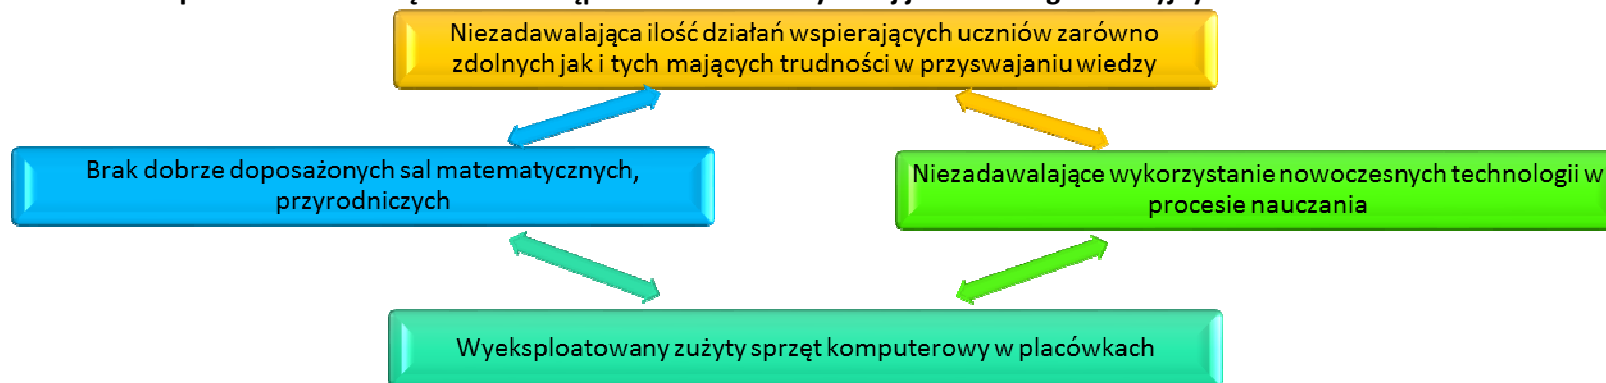 Niezadawalająca ilość działań wspierających uczniów zarówno
zdolnych jak i tych mających trudności w przyswajaniu wiedzy
Brak dobrze doposażonych sal matematycznych,
przyrodniczych
Niezadawalające wykorzystanie nowoczesnych technologii w
procesie nauczania
Wyeksploatowany zużyty sprzęt komputerowy w placówkach